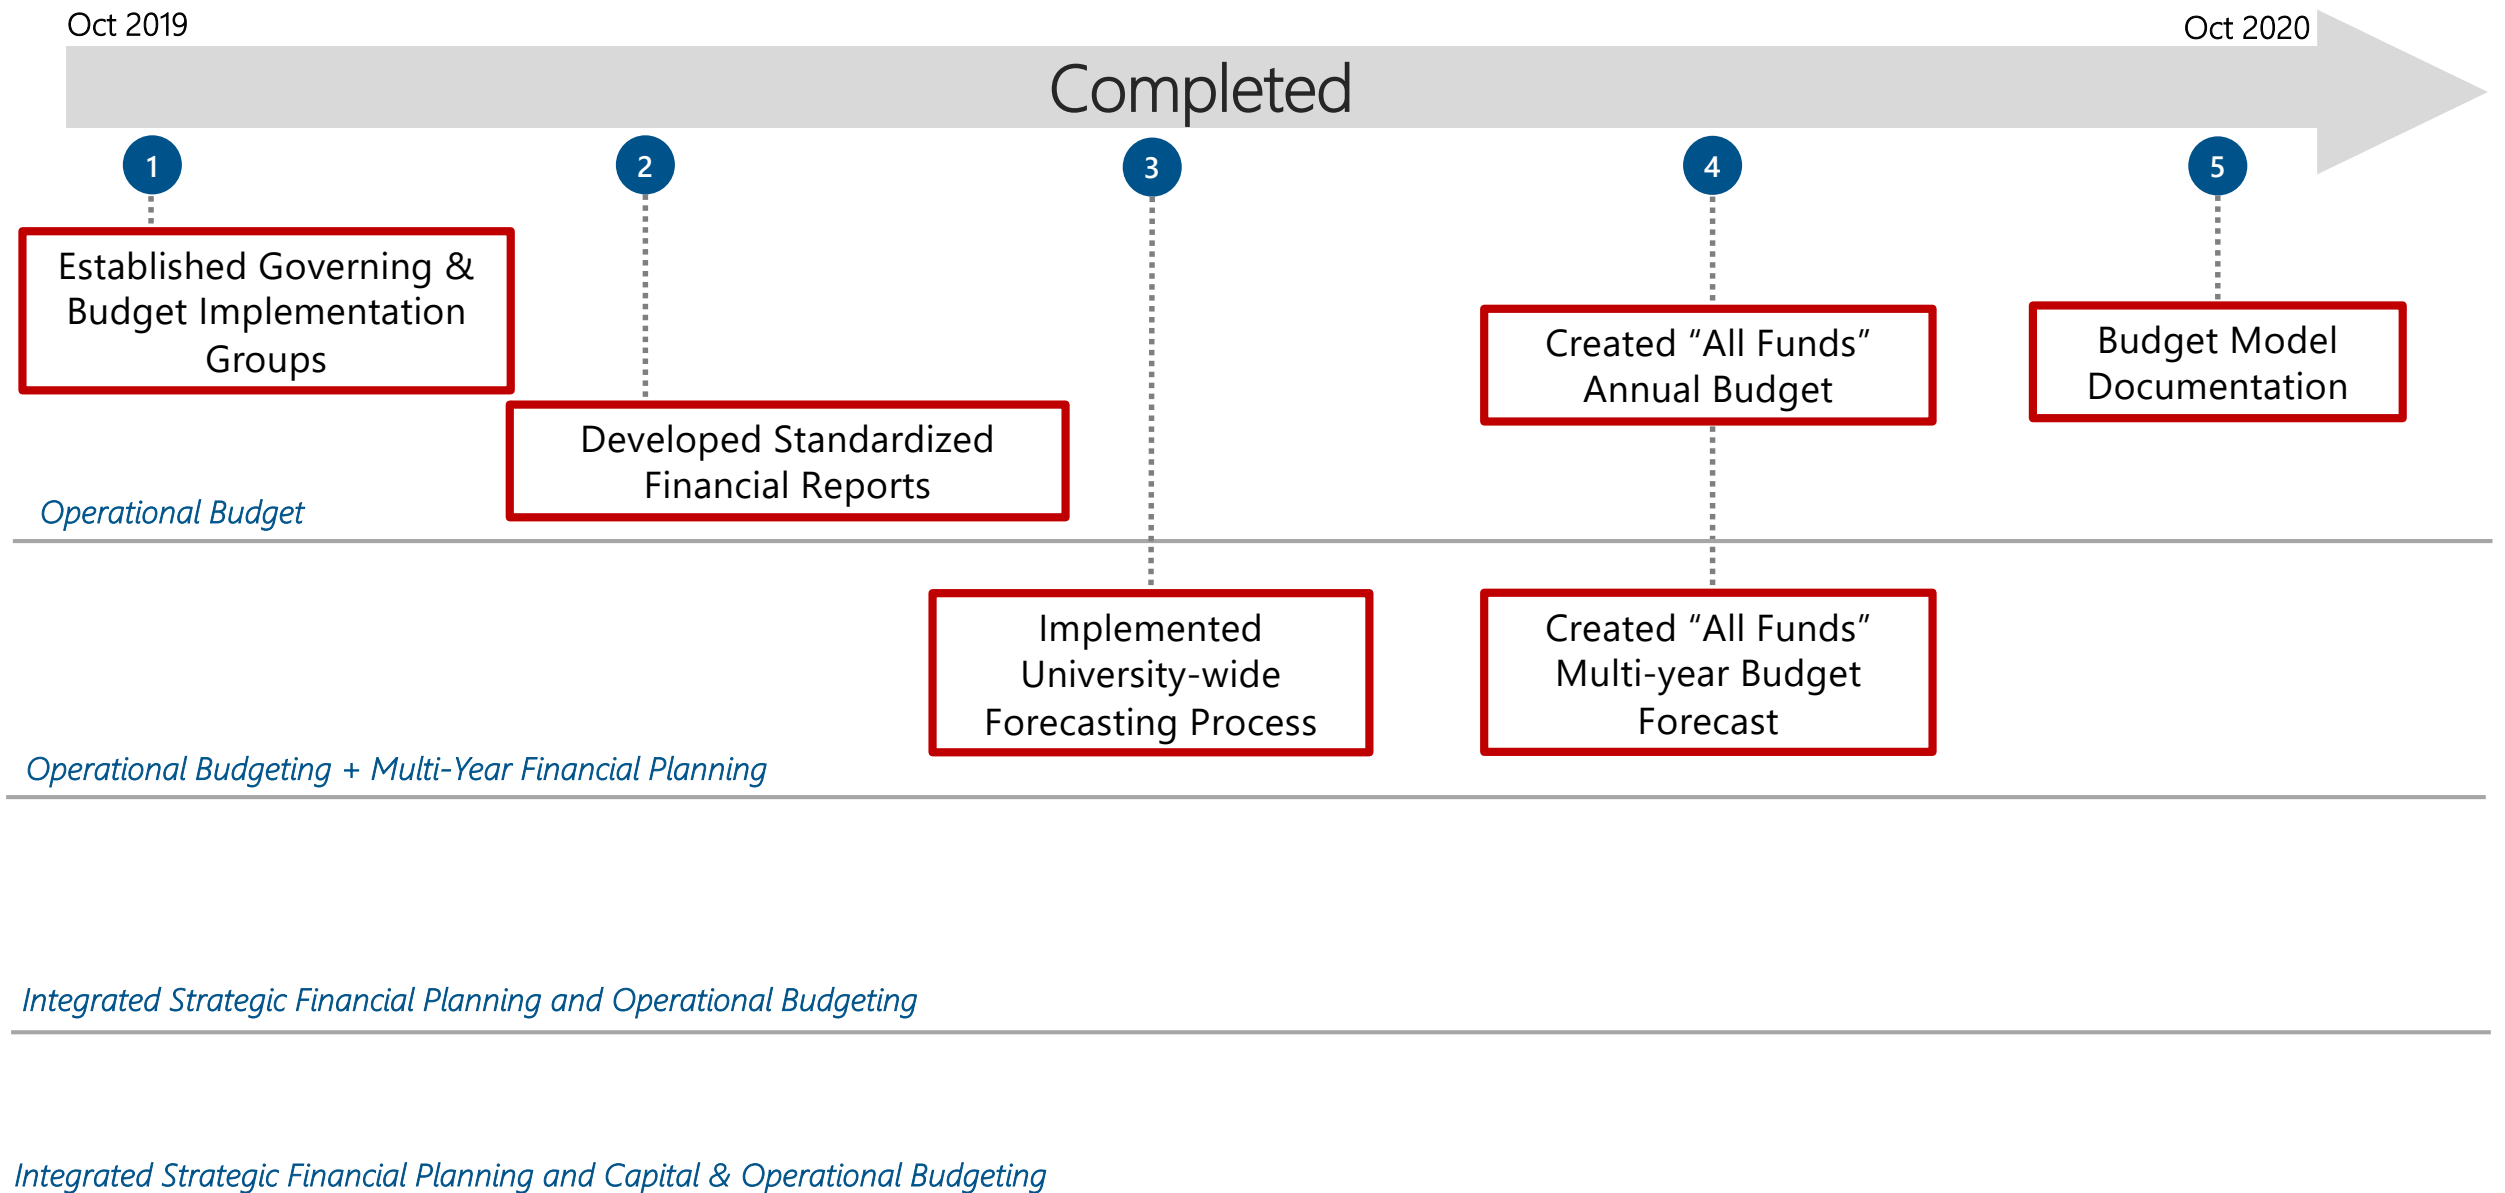 Oct 2019
Oct 2020
Completed
1
2
3
4
5
Established Governing &
Budget Implementation
Groups
Created “All Funds”
Annual Budget
Budget Model
Documentation
Developed Standardized
Financial Reports
Operational Budget
Implemented
University-wide
Forecasting Process
Created “All Funds”
Multi-year Budget
Forecast
Operational Budgeting + Multi-Year Financial Planning
Integrated Strategic Financial Planning and Operational Budgeting
Integrated Strategic Financial Planning and Capital & Operational Budgeting